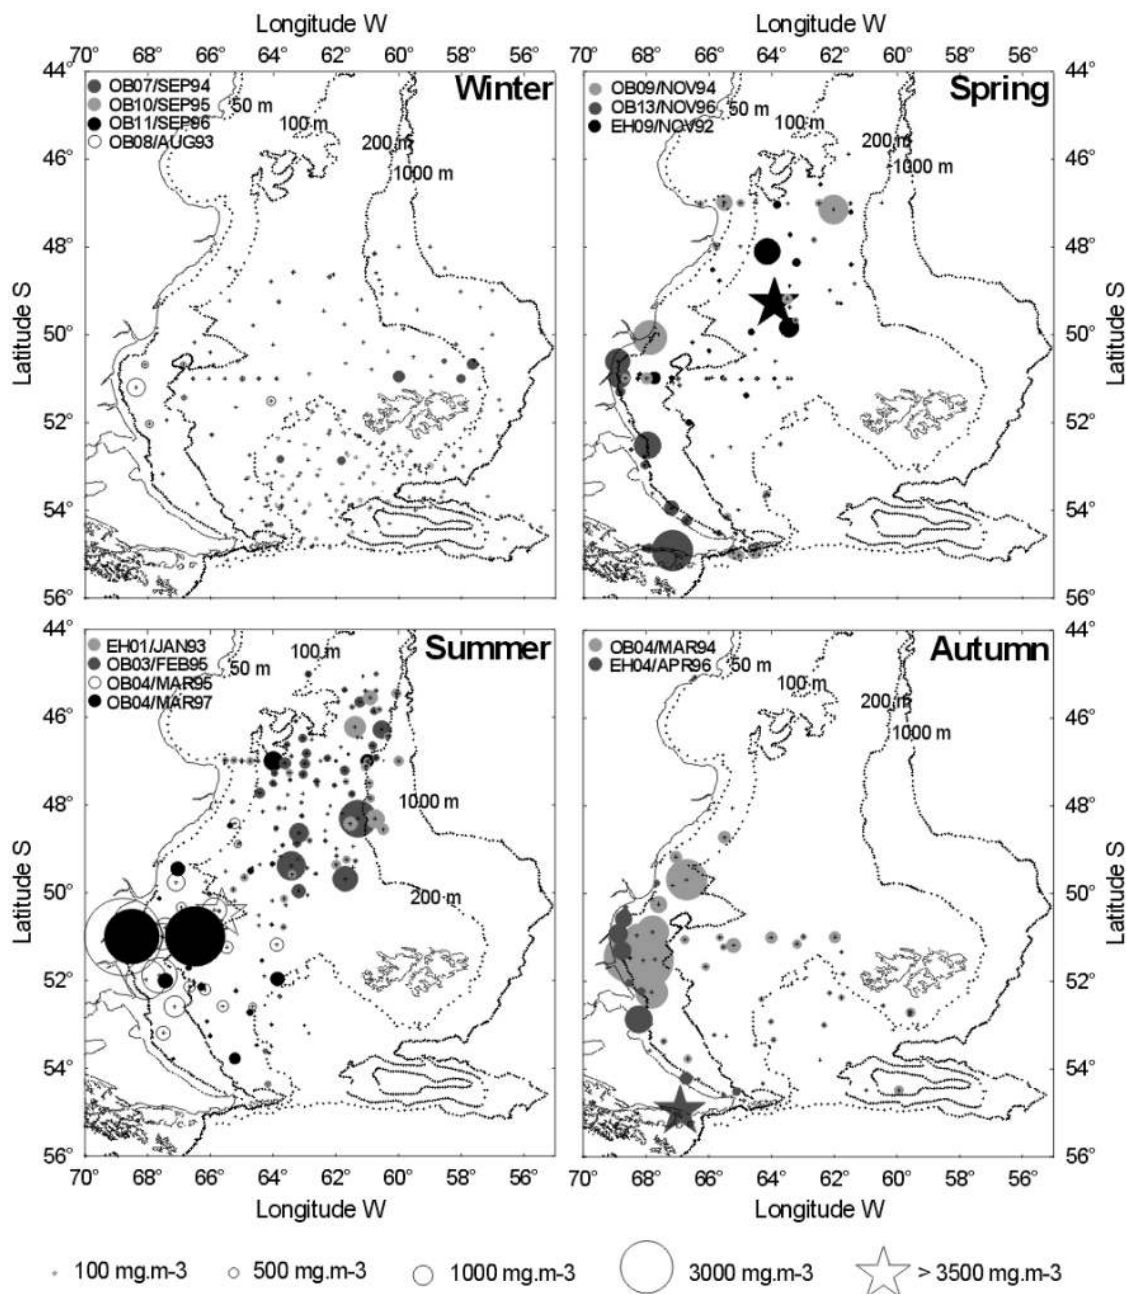 Longitude W
Longitude W
70° 68° 66° 64° 62° 60° 58° 56°
70° 68° 66° 64° 62° 60° 58° 56°
44°
46°
48°
50°
52°
54°
56°
Latitude S
OB07/SEP94
OB10/SEP95
OB11/SEP96
OB08/AUG93
Winter
50 m
100 m
200 m
1000 m
OB09/NOV94
OB13/NOV96
EH09/NOV92
Spring
50 m
100 m
200 m
1000 m
44°
46°
48°
50°
52°
54°
56°
Latitude S
44°
46°
48°
50°
52°
54°
56°
Latitude S
EH01/JAN93
OB03/FEB95
OB04/MAR95
OB04/MAR97
Summer
50 m
100 m
1000 m
200 m
OB04/MAR94
EH04/APR96
Autumn
50 m
100 m
200 m
1000 m
44°
46°
48°
50°
52°
54°
56°
Latitude S
70° 68° 66° 64° 62° 60° 58°
70° 68° 66° 64° 62° 60° 58° 56°
Longitude W
Longitude W
100 mg.m-3 500 mg.m-3 1000 mg.m-3 3000 mg.m-3 > 3500 mg.m-3